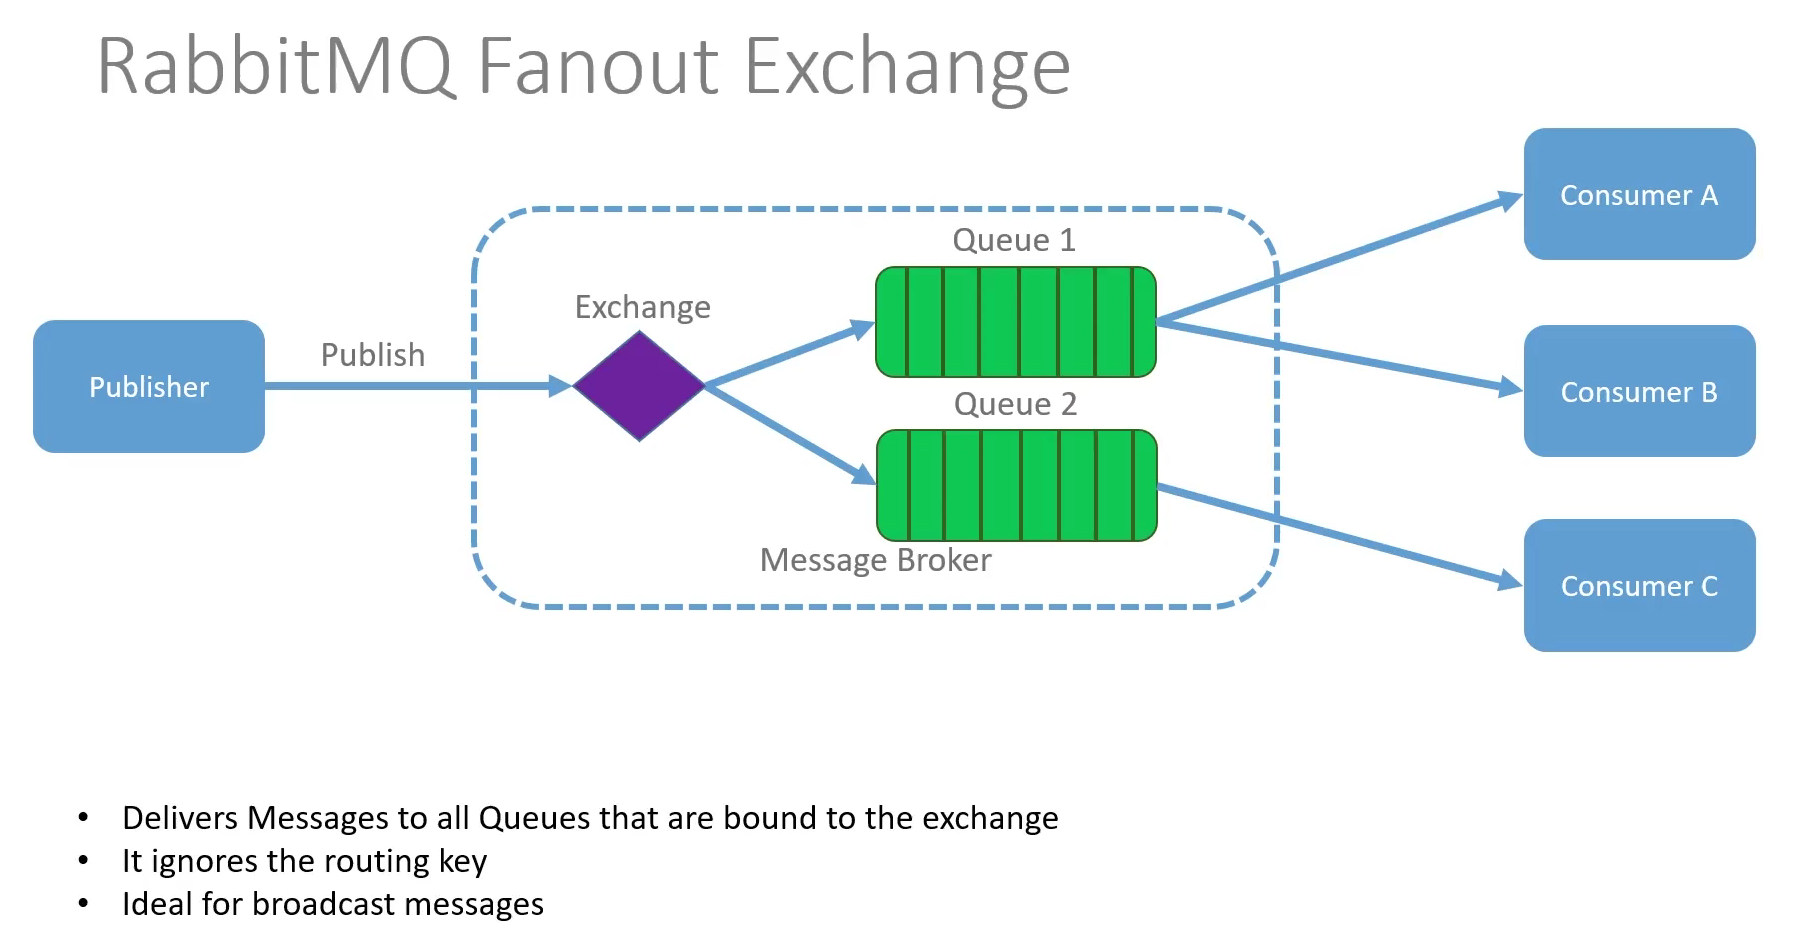 RabbitMQ Fanout Exchange
Consumer A
Queue 1
Exchange
Publish
Publisher
Consumer B
Queue 2
Message Broker
Consumer C
• Delivers Messages to all Queues that are bound to the exchange
• It ignores the routing key
• Ideal for broadcast messages